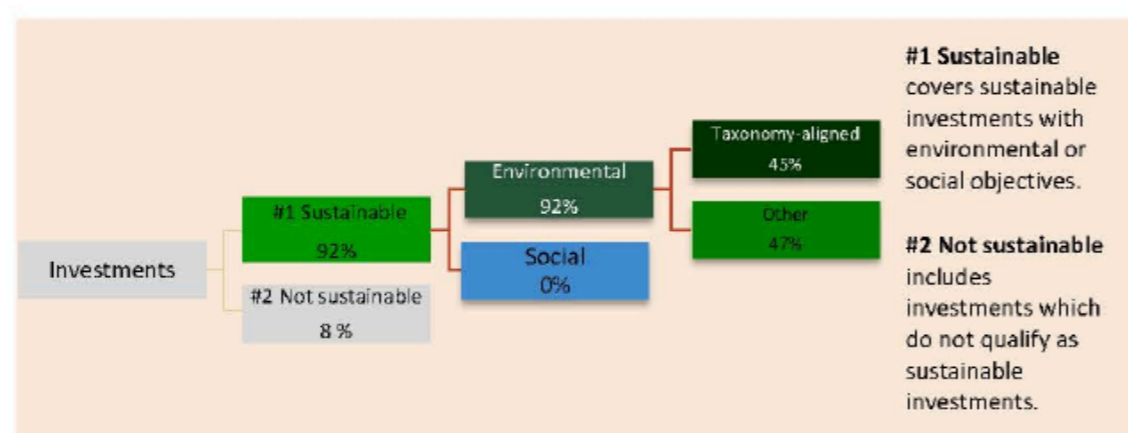 Investments
#1 Sustainable
92%
#2 Not sustainable
8 %
Environmental
92%
Social
0%
Taxonomy-aligned
45%
Other
47%
#1 Sustainable
covers sustainable
investments with
environmental or
social objectives.
#2 Not sustainable
includes
investments which
do not qualify as
sustainable
investments.